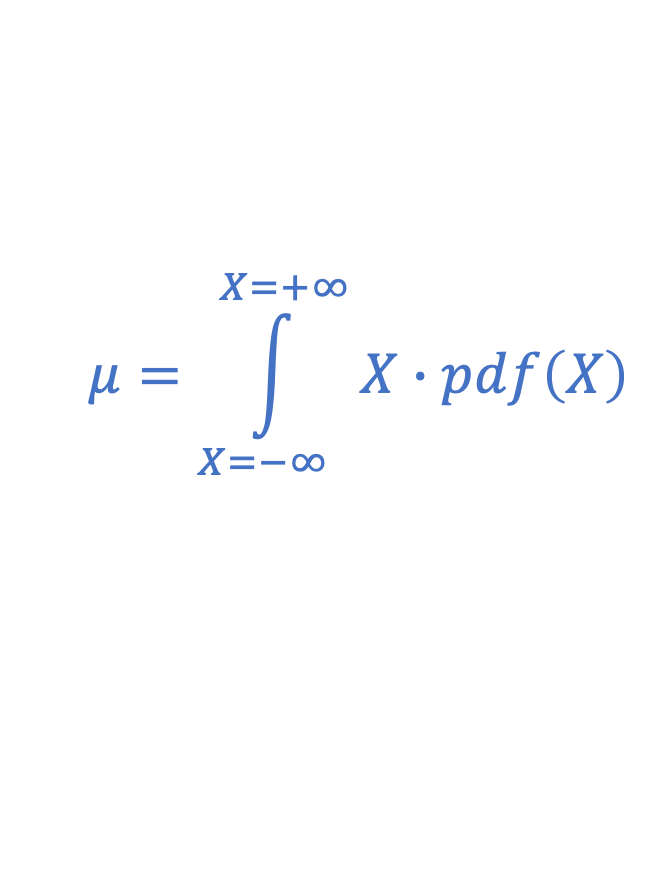 μ = ∫_{X=−∞}^{X=+∞} X · pdf(X)